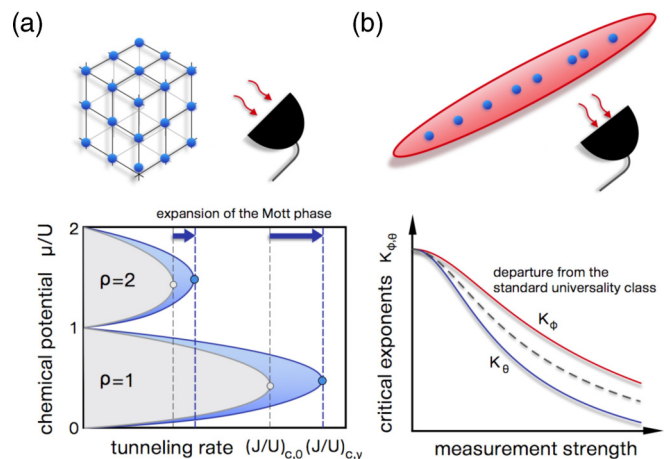 (a)
(b)
expansion of the Mott phase
chemical potential μ/U
2
1
0
ρ=2
ρ=1
tunneling rate (J/U)c,0 (J/U)c,γ
critical exponents Kϕ,θ
departure from the
standard universality class
Kϕ
Kθ
measurement strength